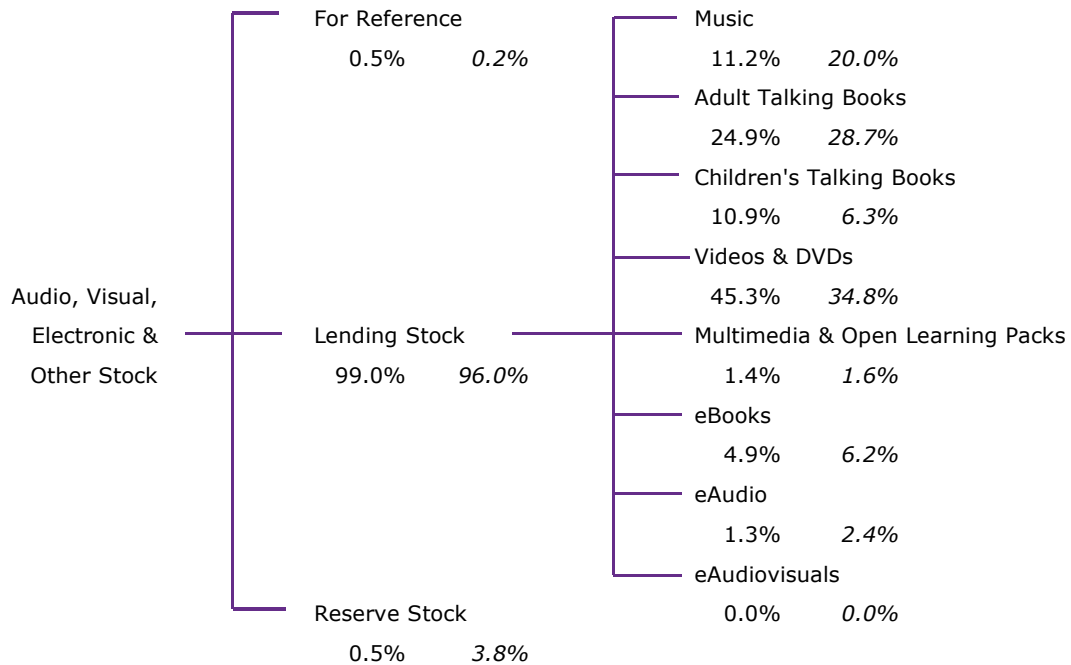 For Reference
0.5% 0.2%
Audio, Visual,
Electronic &
Other Stock
Lending Stock
99.0% 96.0%
Reserve Stock
0.5% 3.8%
Music
11.2% 20.0%
Adult Talking Books
24.9% 28.7%
Children's Talking Books
10.9% 6.3%
Videos & DVDs
45.3% 34.8%
Multimedia & Open Learning Packs
1.4% 1.6%
eBooks
4.9% 6.2%
eAudio
1.3% 2.4%
eAudiovisuals
0.0% 0.0%